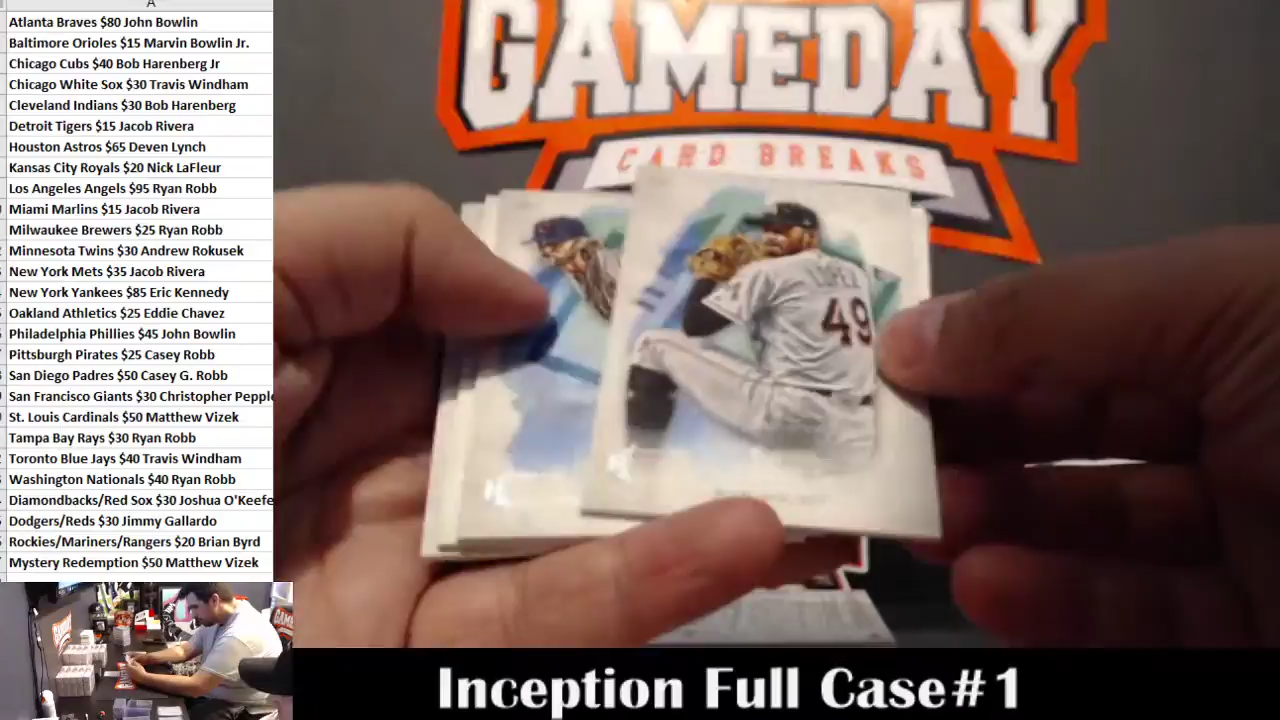 A
Atlanta Braves $80 John Bowlin
Baltimore Orioles $15 Marvin Bowlin Jr.
Chicago Cubs $40 Bob Harenberg Jr
Chicago White Sox $30 Travis Windham
Cleveland Indians $30 Bob Harenberg
Detroit Tigers $15 Jacob Rivera
Houston Astros $65 Deven Lynch
Kansas City Royals $20 Nick LaFleur
Los Angeles Angels $95 Ryan Robb
Miami Marlins $15 Jacob Rivera
Milwaukee Brewers $25 Ryan Robb
Minnesota Twins $30 Andrew Rokusek
New York Mets $35 Jacob Rivera
New York Yankees $85 Eric Kennedy
Oakland Athletics $25 Eddie Chavez
Philadelphia Phillies $45 John Bowlin
Pittsburgh Pirates $25 Casey Robb
San Diego Padres $50 Casey G. Robb
San Francisco Giants $30 Christopher Pepple
St. Louis Cardinals $50 Matthew Vizek
Tampa Bay Rays $30 Ryan Robb
Toronto Blue Jays $40 Travis Windham
Washington Nationals $40 Ryan Robb
Diamondbacks/Red Sox $30 Joshua O'Keefe
Dodgers/Reds $30 Jimmy Gallardo
Rockies/Mariners/Rangers $20 Brian Byrd
Mystery Redemption $50 Matthew Vizek
GAMEDAY
CARD BREAKS
LOPEZ
49
Inception Full Case#1